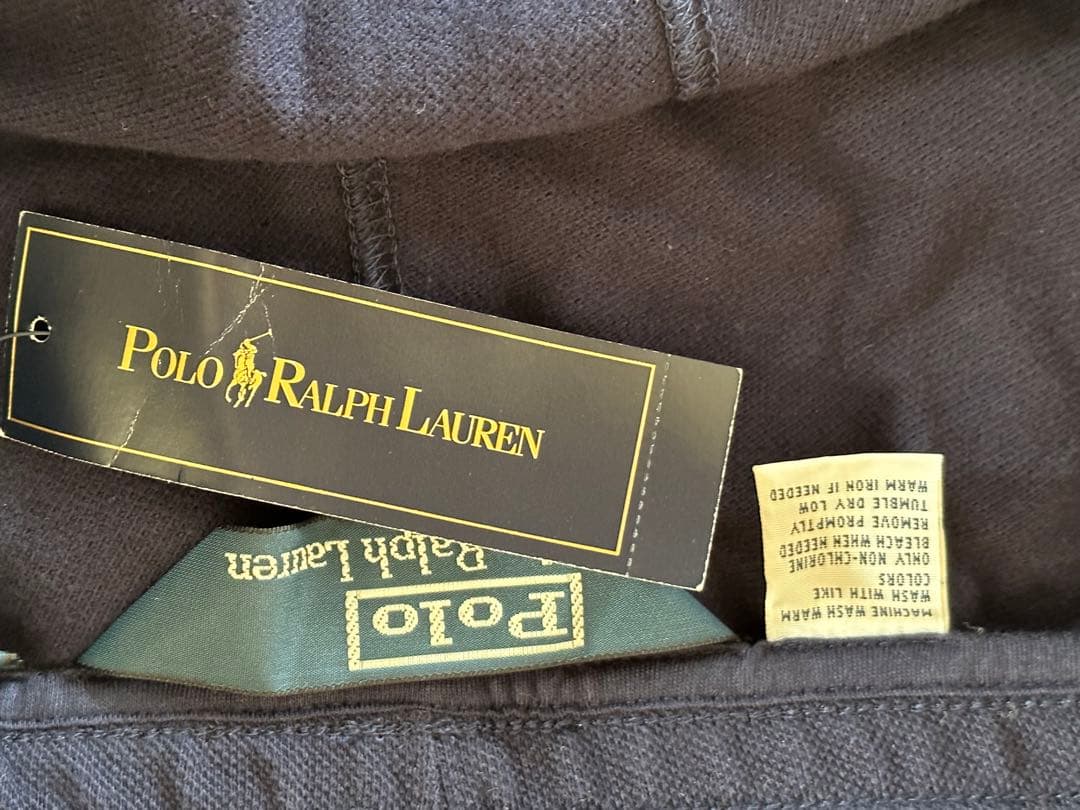 POLO RALPH LAUREN
Polo
Ralph Lauren
MACHINE WASH WARM
WASH WITH LIKE
COLORS
ONLY NON-CHLORINE
BLEACH WHEN NEEDED
REMOVE PROMPTLY
TUMBLE DRY LOW
WARM IRON IF NEEDED